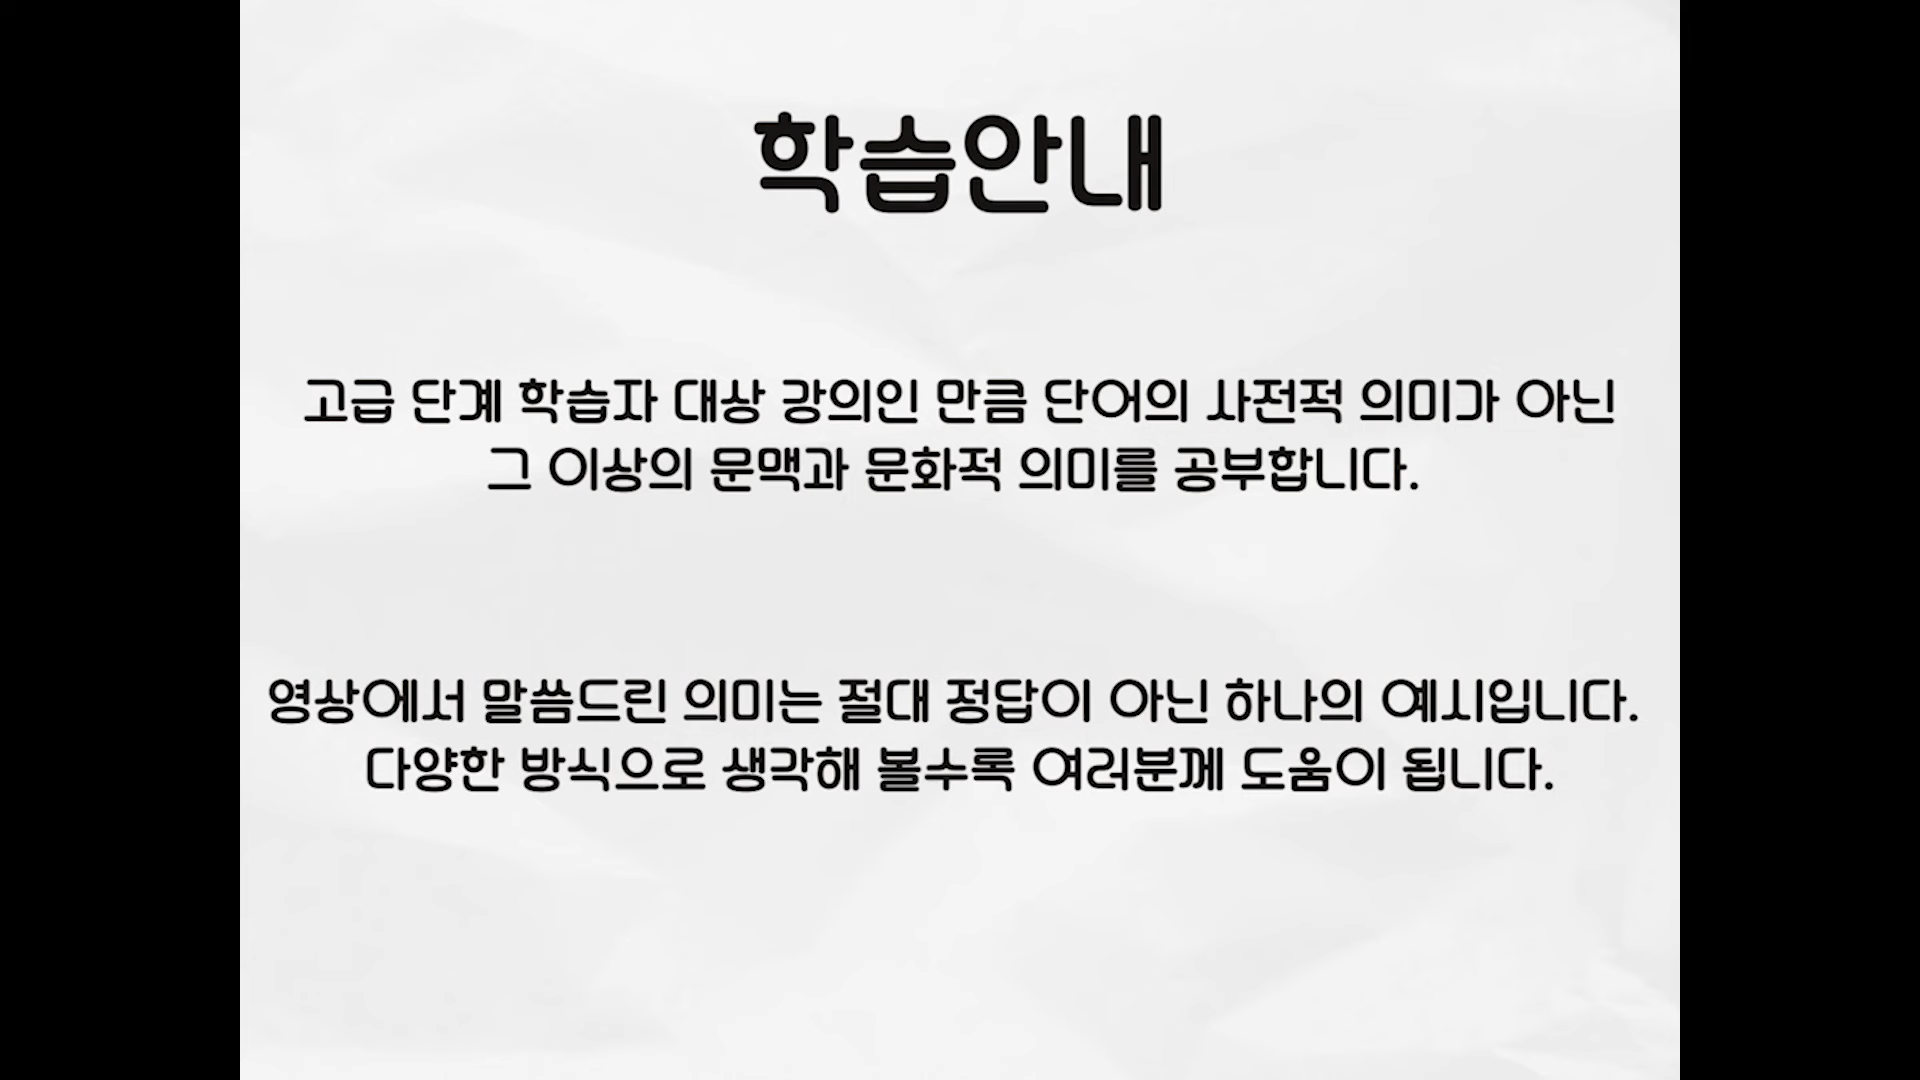 학습안내
고급 단계 학습자 대상 강의인 만큼 단어의 사전적 의미가 아닌
그 이상의 문맥과 문화적 의미를 공부합니다.
영상에서 말씀드린 의미는 절대 정답이 아닌 하나의 예시입니다.
다양한 방식으로 생각해 볼수록 여러분께 도움이 됩니다.